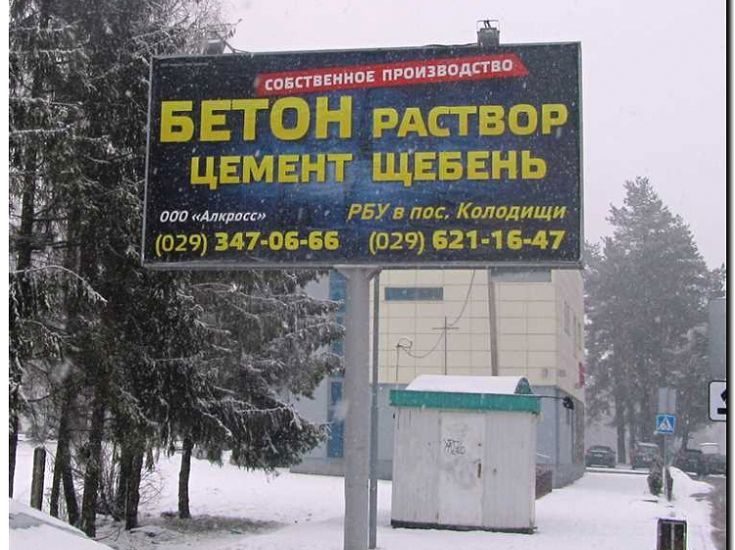 СОБСТВЕННОЕ ПРОИЗВОДСТВО
БЕТОН РАСТВОР
ЦЕМЕНТ ЩЕБЕНЬ
ООО «Алкросс» РБУ в пос. Колодищи
(029) 347-06-66 (029) 621-16-47